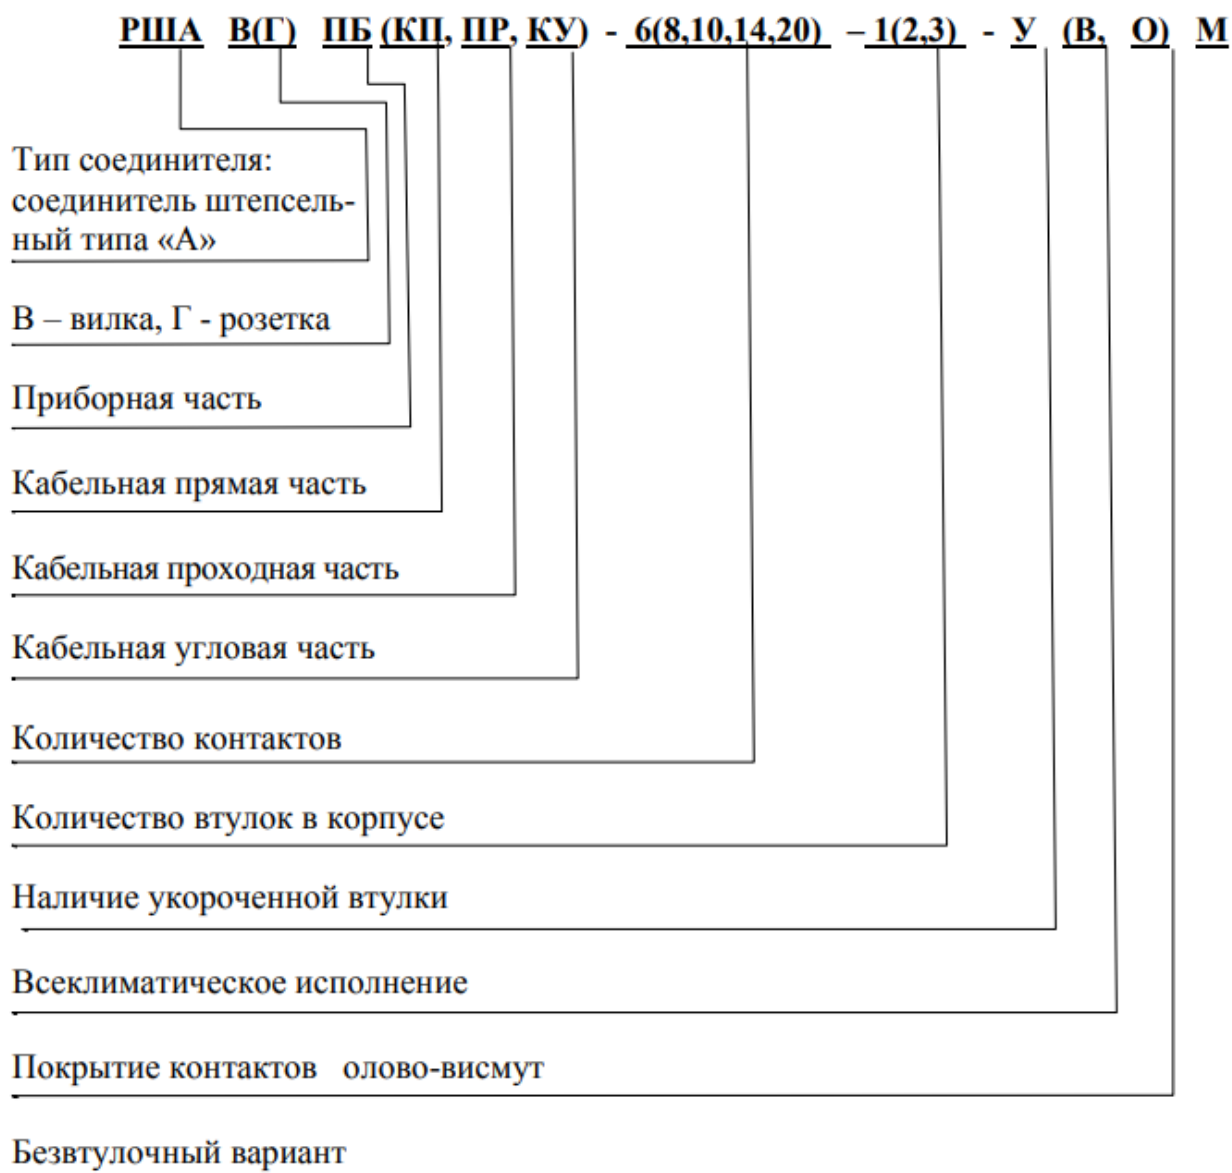 РША В(Г) ПБ (КП, ПР, КУ) - 6(8,10,14,20) – 1(2,3) - У (В, О) М
Тип соединителя:
соединитель штепсель-
ный типа «А»
В – вилка, Г - розетка
Приборная часть
Кабельная прямая часть
Кабельная проходная часть
Кабельная угловая часть
Количество контактов
Количество втулок в корпусе
Наличие укороченной втулки
Всеклиматическое исполнение
Покрытие контактов олово-висмут
Безвтулочный вариант